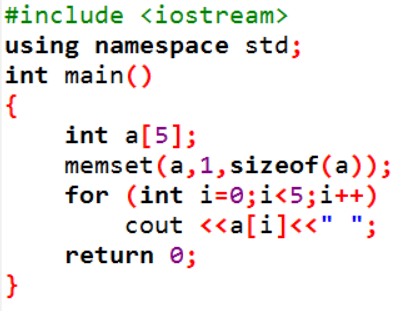 #include <iostream>
using namespace std;
int main()
{
    int a[5];
    memset(a,1,sizeof(a));
    for (int i=0;i<5;i++)
        cout <<a[i]<<" ";
    return 0;
}